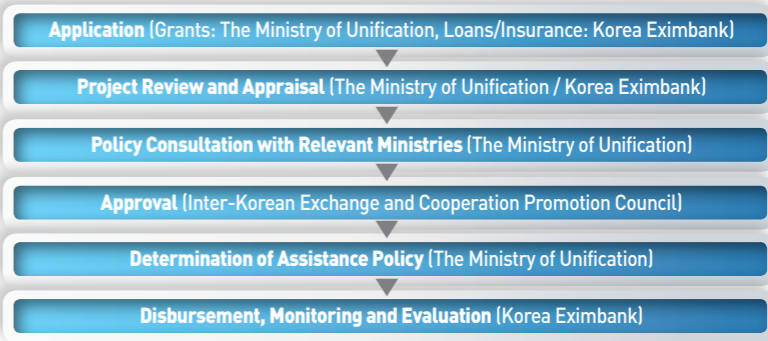 Application (Grants: The Ministry of Unification, Loans/Insurance: Korea Eximbank)
Project Review and Appraisal (The Ministry of Unification / Korea Eximbank)
Policy Consultation with Relevant Ministries (The Ministry of Unification)
Approval (Inter-Korean Exchange and Cooperation Promotion Council)
Determination of Assistance Policy (The Ministry of Unification)
Disbursement, Monitoring and Evaluation (Korea Eximbank)